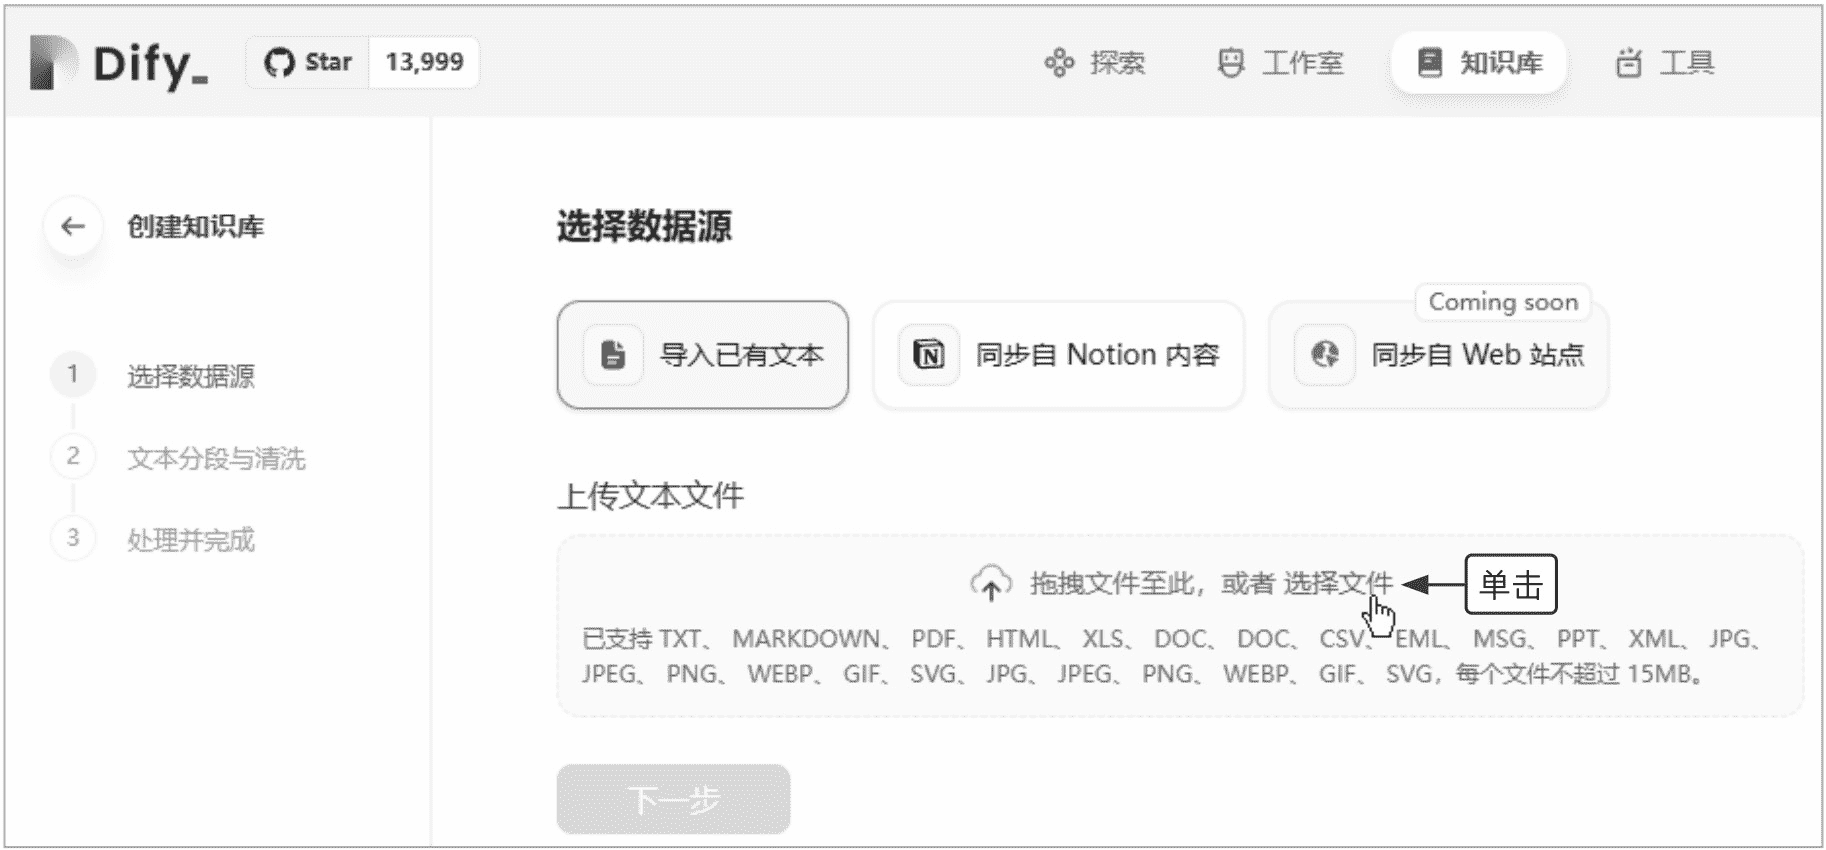 Dify_ Star 13,999 探索 工作室 知识库 工具
创建知识库
1 选择数据源
2 文本分段与清洗
3 处理并完成
选择数据源
Coming soon
导入已有文本 同步自 Notion 内容 同步自 Web 站点
上传文本文件
拖拽文件至此，或者 选择文件 单击
已支持 TXT、 MARKDOWN、 PDF、 HTML、 XLS、 DOC、 DOC、 CSV、 EML、 MSG、 PPT、 XML、 JPG、
JPEG、 PNG、 WEBP、 GIF、 SVG、 JPG、 JPEG、 PNG、 WEBP、 GIF、 SVG，每个文件不超过 15MB。
下一步